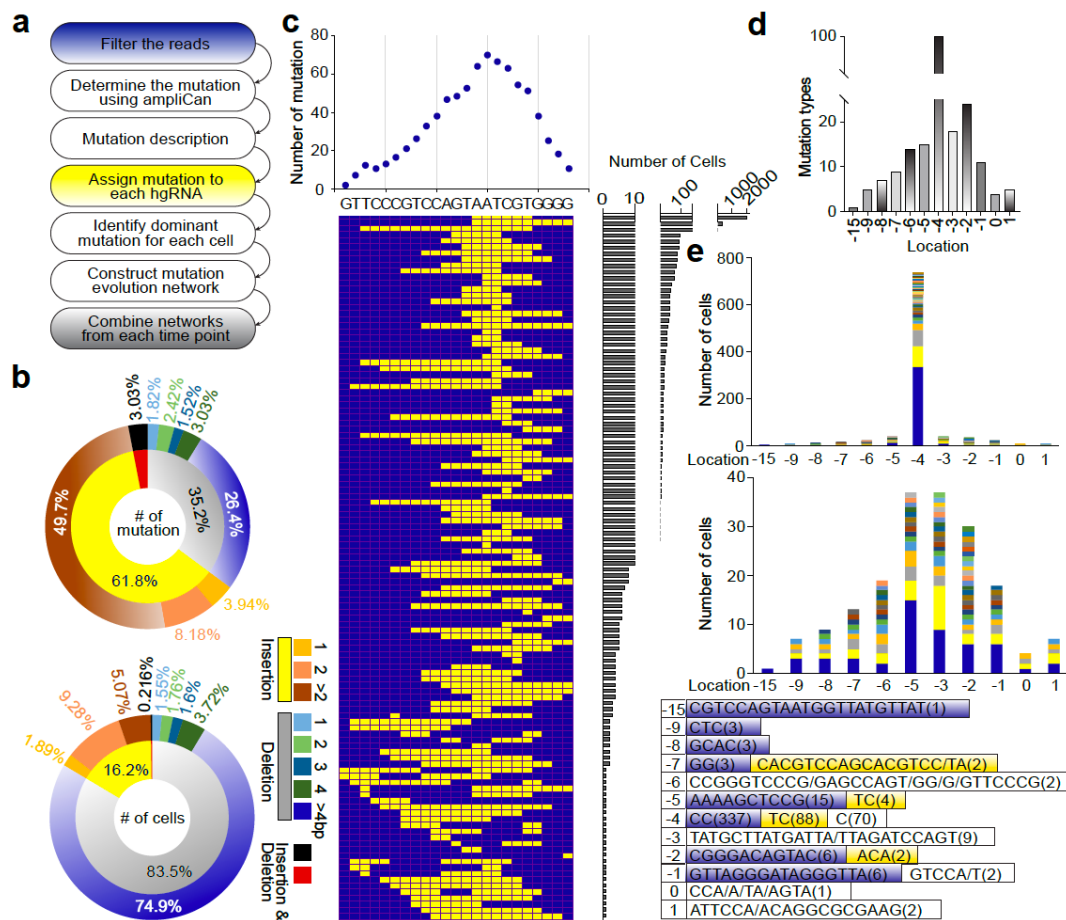 a
Filter the reads
Determine the mutation
using ampliCan
Mutation description
Assign mutation to
each hgRNA
Identify dominant
mutation for each cell
Construct mutation
evolution network
Combine networks
from each time point
b
3.03%
1.82%
2.42%
1.52%
3.03%
49.7%
35.2%
26.4%
# of
mutation
61.8%
3.94%
8.18%
0.216%
1.55%
1.76%
1.6%
3.72%
5.07%
9.28%
1.89%
16.2%
# of cells
83.5%
74.9%
Insertion
1
2
>2
Deletion
1
2
3
4
>4bp
Insertion &
Deletion
c
Number of mutation
80
60
40
20
0
GTTCCCGTCCAGTAATCGTGGGG
Number of Cells
0
10
100
1000
2000
d
Mutation types
100
20
10
0
-15
-9
-8
-7
-6
-5
-4
-3
-2
-1
0
1
Location
e
Number of cells
800
600
400
200
0
Location -15 -9 -8 -7 -6 -5 -4 -3 -2 -1 0 1
Number of cells
40
30
20
10
0
Location -15 -9 -8 -7 -6 -5 -3 -2 -1 0 1
-15 CGTCCAGTAATGGTTATGTTAT(1)
-9 CTC(3)
-8 GCAC(3)
-7 GG(3) CACGTCCAGCACGTCC/TA(2)
-6 CCGGGTCCCG/GAGCCAGT/GG/G/GTTCCCG(2)
-5 AAAAGCTCCG(15) TC(4)
-4 CC(337) TC(88) C(70)
-3 TATGCTTATGATTA/TTAGATCCAGT(9)
-2 CGGGACAGTAC(6) ACA(2)
-1 GTTAGGGATAGGGTTA(6) GTCCA/T(2)
0 CCA/A/TA/AGTA(1)
1 ATTCCA/ACAGGCGCGAAG(2)